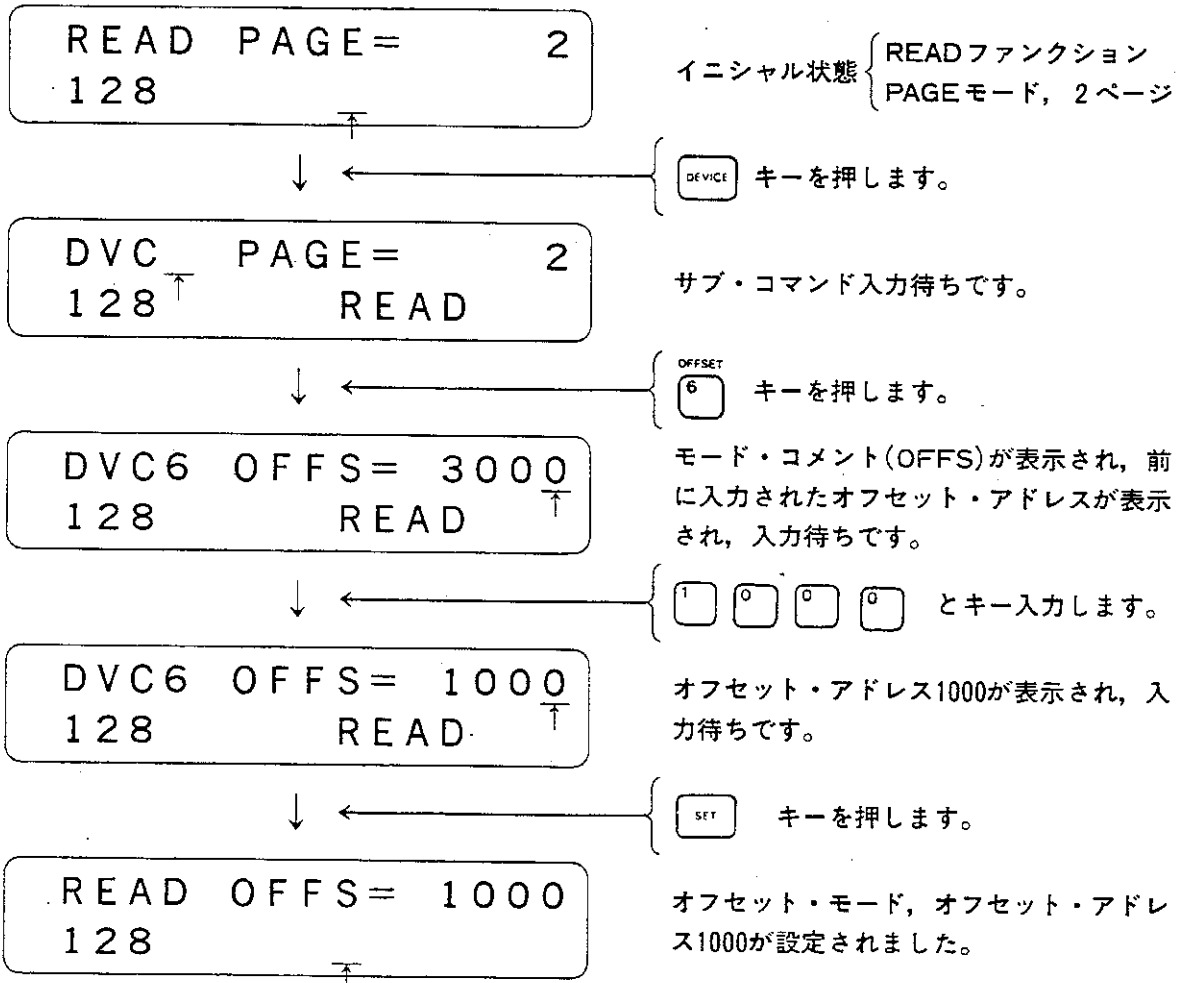 READ PAGE= 2
128
イニシャル状態
READファンクション
PAGEモード, 2ページ
DEVICE キーを押します。
DVC PAGE= 2
128 READ
サブ・コマンド入力待ちです。
OFFSET
6 キーを押します。
DVC6 OFFS= 3000
128 READ
モード・コメント(OFFS)が表示され, 前
に入力されたオフセット・アドレスが表示
され, 入力待ちです。
1 0 0 0 とキー入力します。
DVC6 OFFS= 1000
128 READ
オフセット・アドレス1000が表示され, 入
力待ちです。
SET キーを押します。
READ OFFS= 1000
128
オフセット・モード, オフセット・アドレ
ス1000が設定されました。